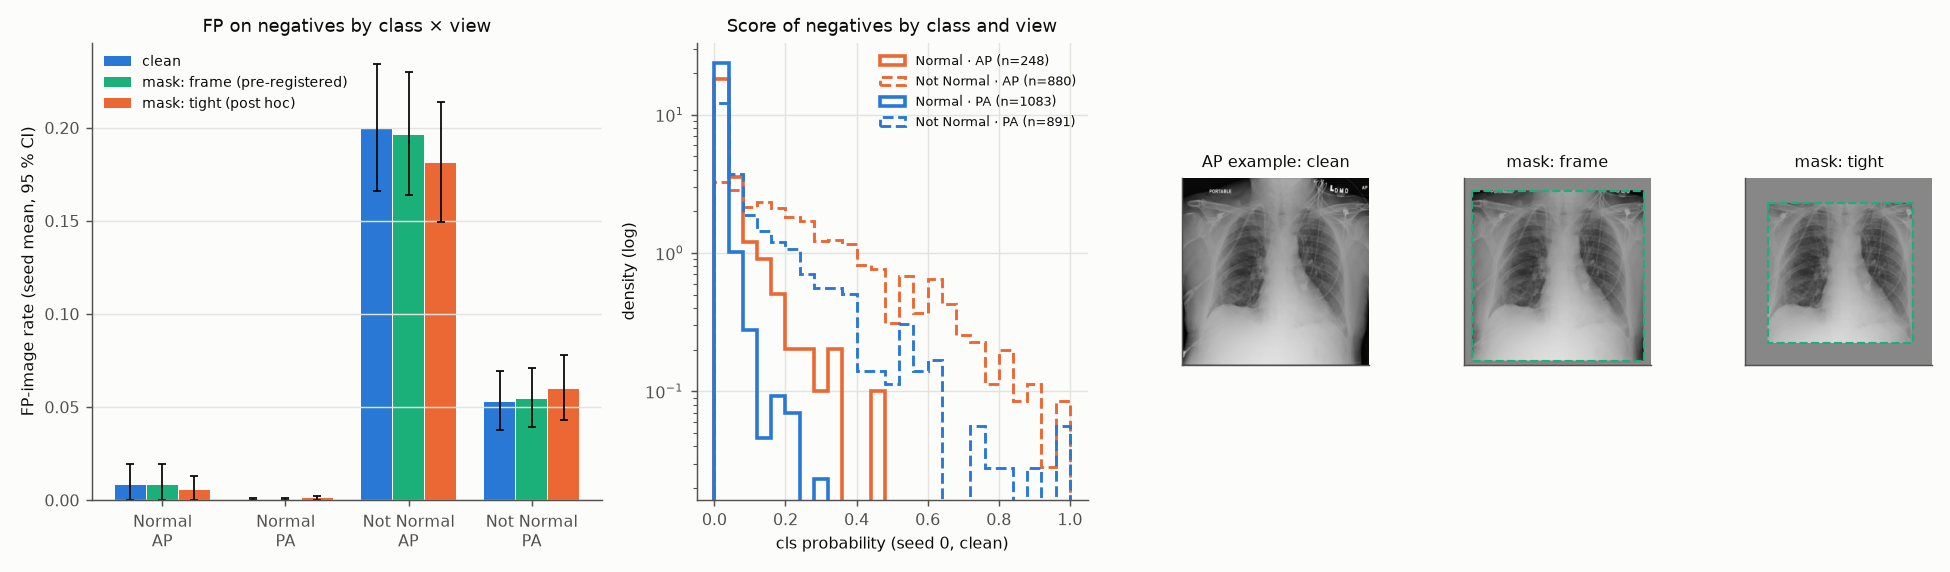 FP on negatives by class × view
clean
mask: frame (pre-registered)
mask: tight (post hoc)
FP-image rate (seed mean, 95 % CI)
0.20
0.15
0.10
0.05
0.00
Normal
AP
Normal
PA
Not Normal
AP
Not Normal
PA
Score of negatives by class and view
Normal · AP (n=248)
Not Normal · AP (n=880)
Normal · PA (n=1083)
Not Normal · PA (n=891)
density (log)
10¹
10⁰
10⁻¹
0.0 0.2 0.4 0.6 0.8 1.0
cls probability (seed 0, clean)
AP example: clean
PORTABLE
AP
mask: frame
mask: tight